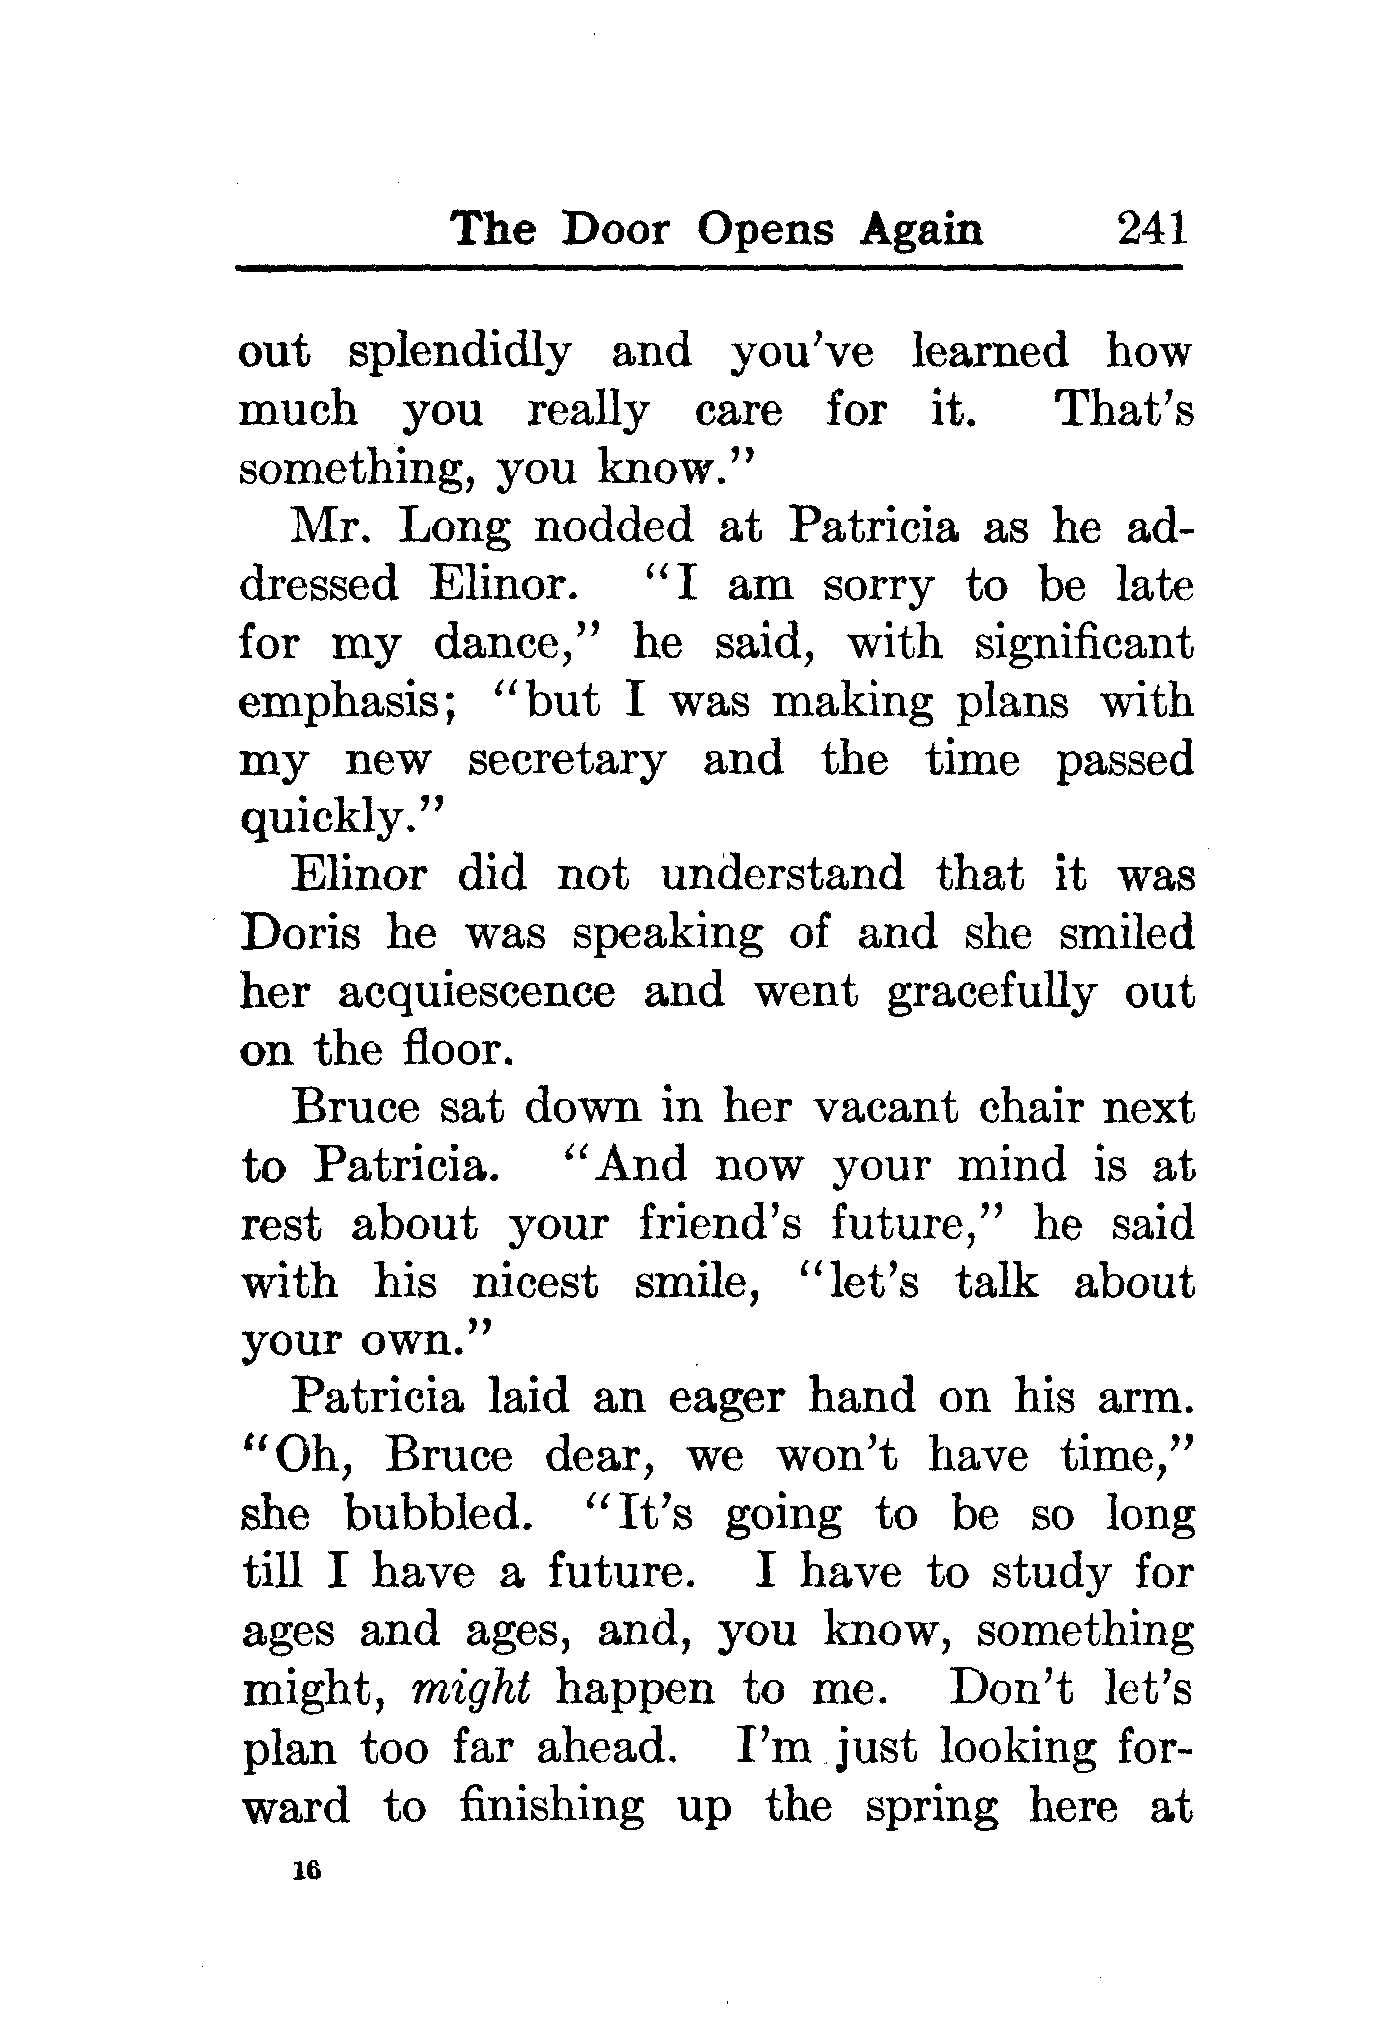 The Door Opens Again 241
out splendidly and you've learned how
much you really care for it. That's
something, you know."
Mr. Long nodded at Patricia as he ad-
dressed Elinor. "I am sorry to be late
for my dance," he said, with significant
emphasis; "but I was making plans with
my new secretary and the time passed
quickly."
Elinor did not understand that it was
Doris he was speaking of and she smiled
her acquiescence and went gracefully out
on the floor.
Bruce sat down in her vacant chair next
to Patricia. "And now your mind is at
rest about your friend's future," he said
with his nicest smile, "let's talk about
your own."
Patricia laid an eager hand on his arm.
"Oh, Bruce dear, we won't have time,"
she bubbled. "It's going to be so long
till I have a future. I have to study for
ages and ages, and, you know, something
might, might happen to me. Don't let's
plan too far ahead. I'm just looking for-
ward to finishing up the spring here at
16